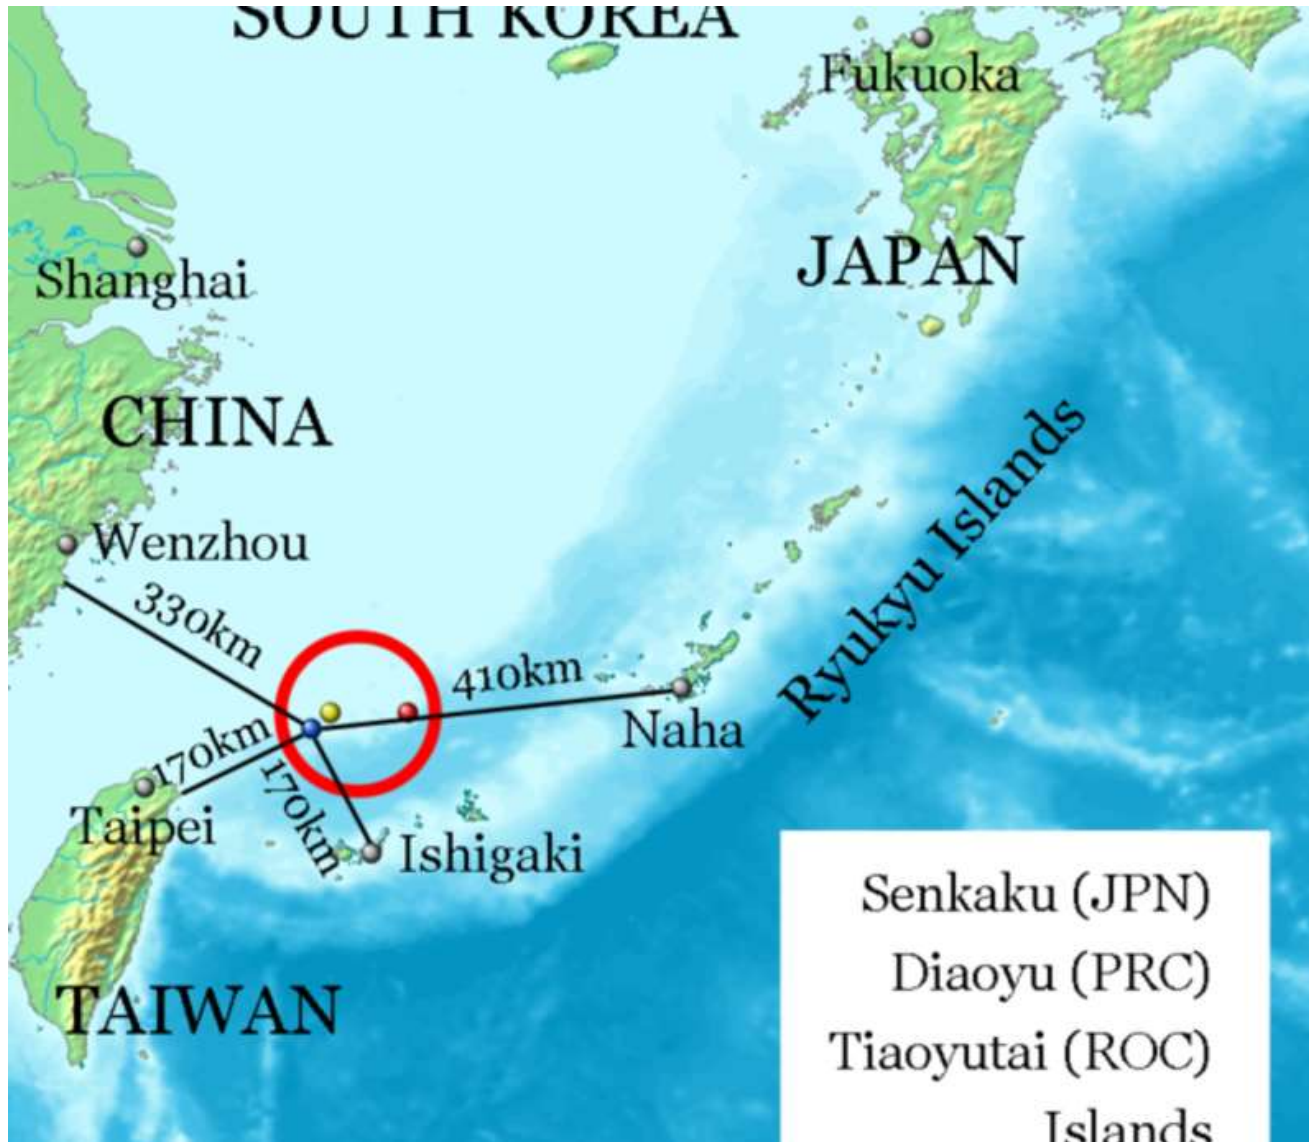 SOUTH KOREA
Fukuoka
JAPAN
Shanghai
CHINA
Ryukyu Islands
Wenzhou
330km
410km
Naha
170km
170km
Taipei
Ishigaki
TAIWAN
Senkaku (JPN)
Diaoyu (PRC)
Tiaoyutai (ROC)
Islands